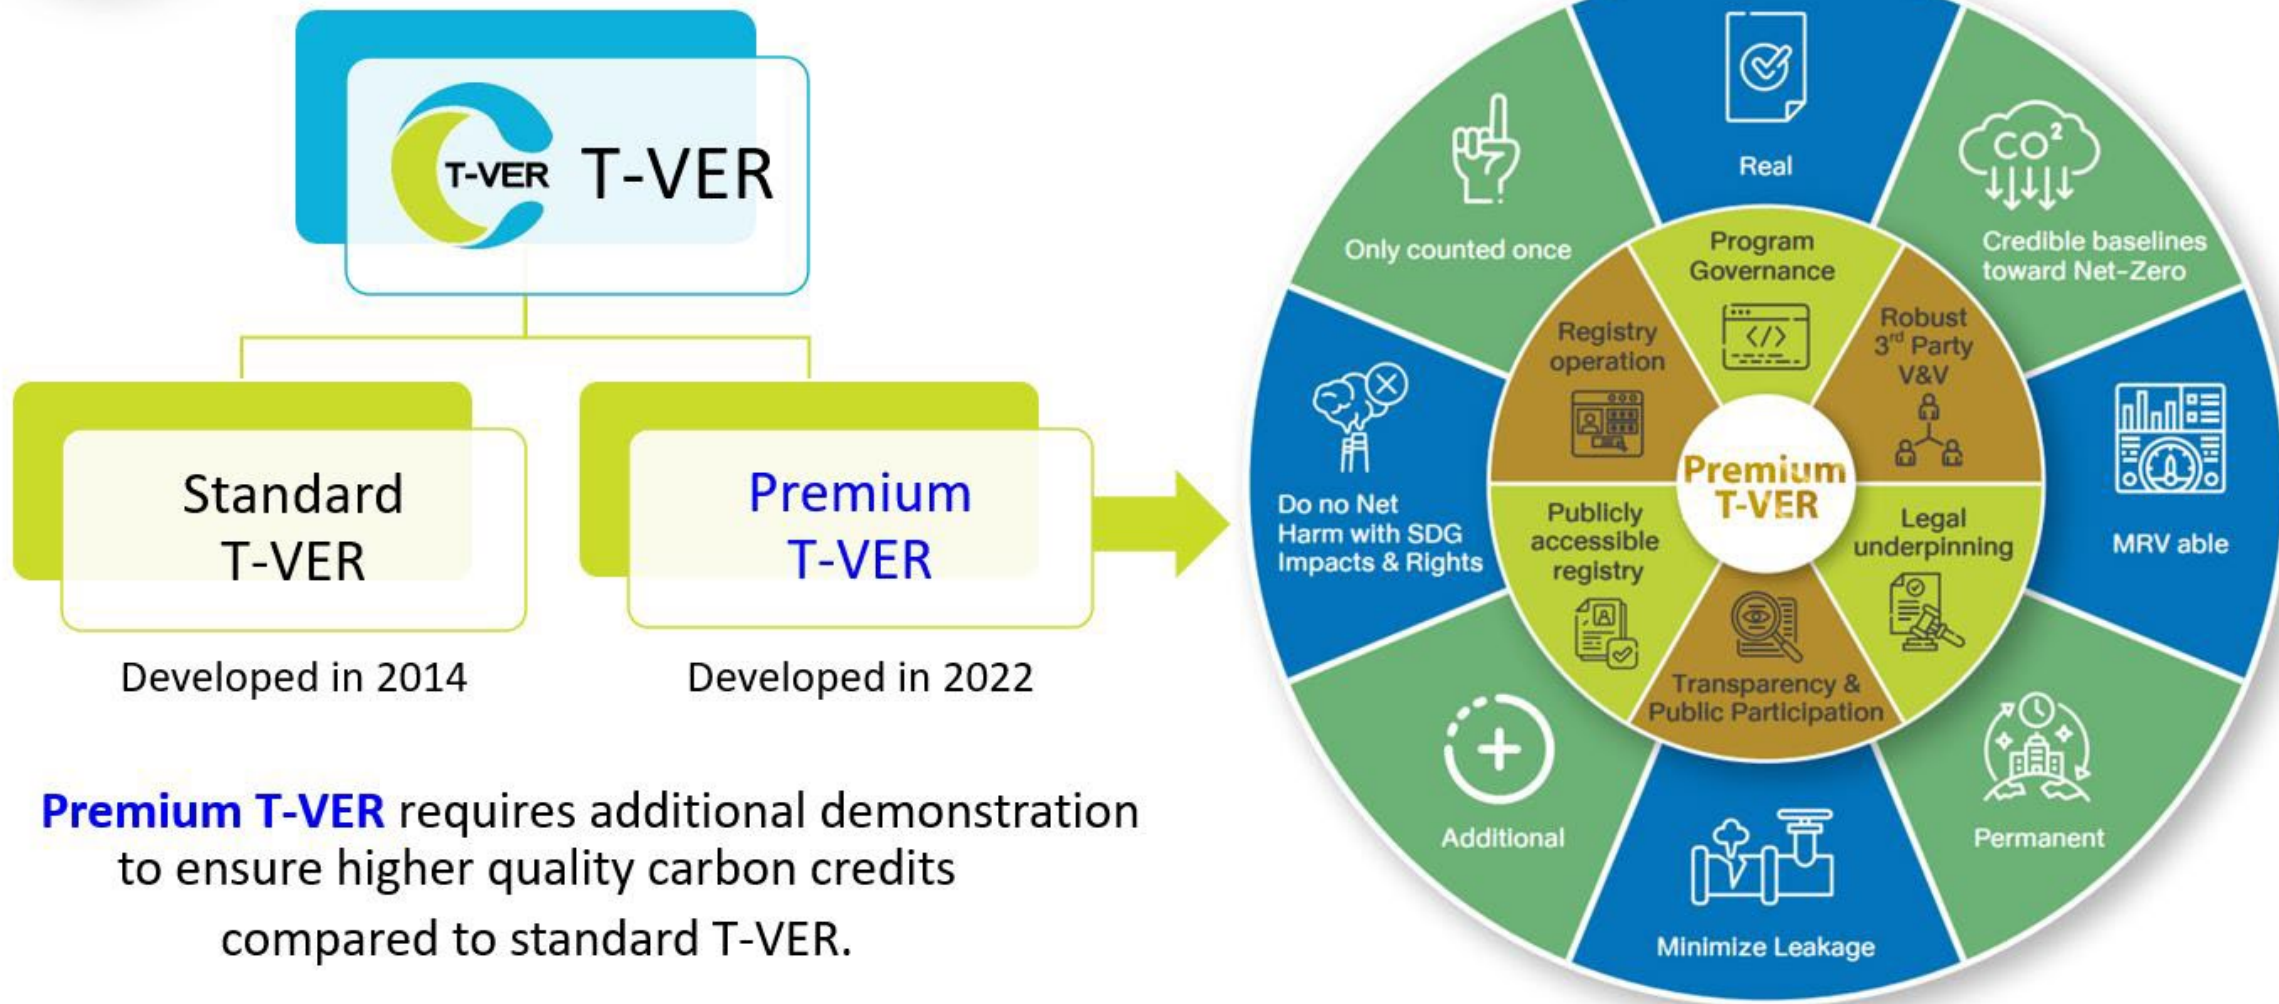 T-VER
T-VER
Standard
T-VER
Developed in 2014
Premium
T-VER
Developed in 2022
Premium T-VER requires additional demonstration
to ensure higher quality carbon credits
compared to standard T-VER.
Real
CO²
Credible baselines
toward Net-Zero
MRV able
Permanent
Minimize Leakage
Additional
Do no Net
Harm with SDG
Impacts & Rights
Only counted once
Program
Governance
</>
Robust
3rd Party
V&V
Legal
underpinning
Transparency &
Public Participation
Publicly
accessible
registry
Registry
operation
Premium
T-VER